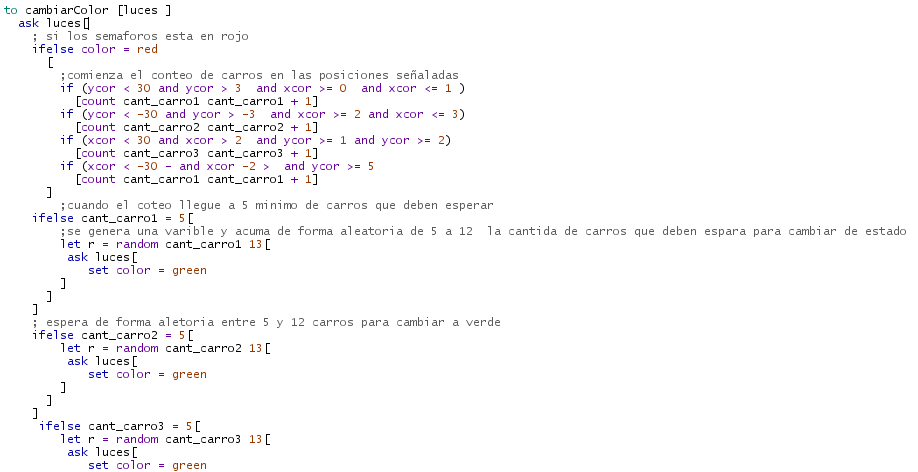 to cambiarColor [luces ]
ask luces[
; si los semaforos esta en rojo
ifelse color = red
[
;comienza el conteo de carros en las posiciones señaladas
if (ycor < 30 and ycor > 3  and xcor >= 0  and xcor <= 1 )
[count cant_carro1 cant_carro1 + 1]
if (ycor < -30 and ycor > -3  and xcor >= 2 and xcor <= 3)
[count cant_carro2 cant_carro2 + 1]
if (xcor < 30 and xcor > 2  and ycor >= 1 and ycor >= 2)
[count cant_carro3 cant_carro3 + 1]
if (xcor < -30 - and xcor -2 >  and ycor >= 5
[count cant_carro1 cant_carro1 + 1]
]
;cuando el coteo llegue a 5 minimo de carros que deben esperar
ifelse cant_carro1 = 5[
;se genera una varible y acuma de forma aleatoria de 5 a 12  la cantida de carros que deben espara para cambiar de estado
let r = random cant_carro1 13[
ask luces[
set color = green
]
]
]
; espera de forma aletoria entre 5 y 12 carros para cambiar a verde
ifelse cant_carro2 = 5[
let r = random cant_carro2 13[
ask luces[
set color = green
]
]
]
ifelse cant_carro3 = 5[
let r = random cant_carro3 13[
ask luces[
set color = green